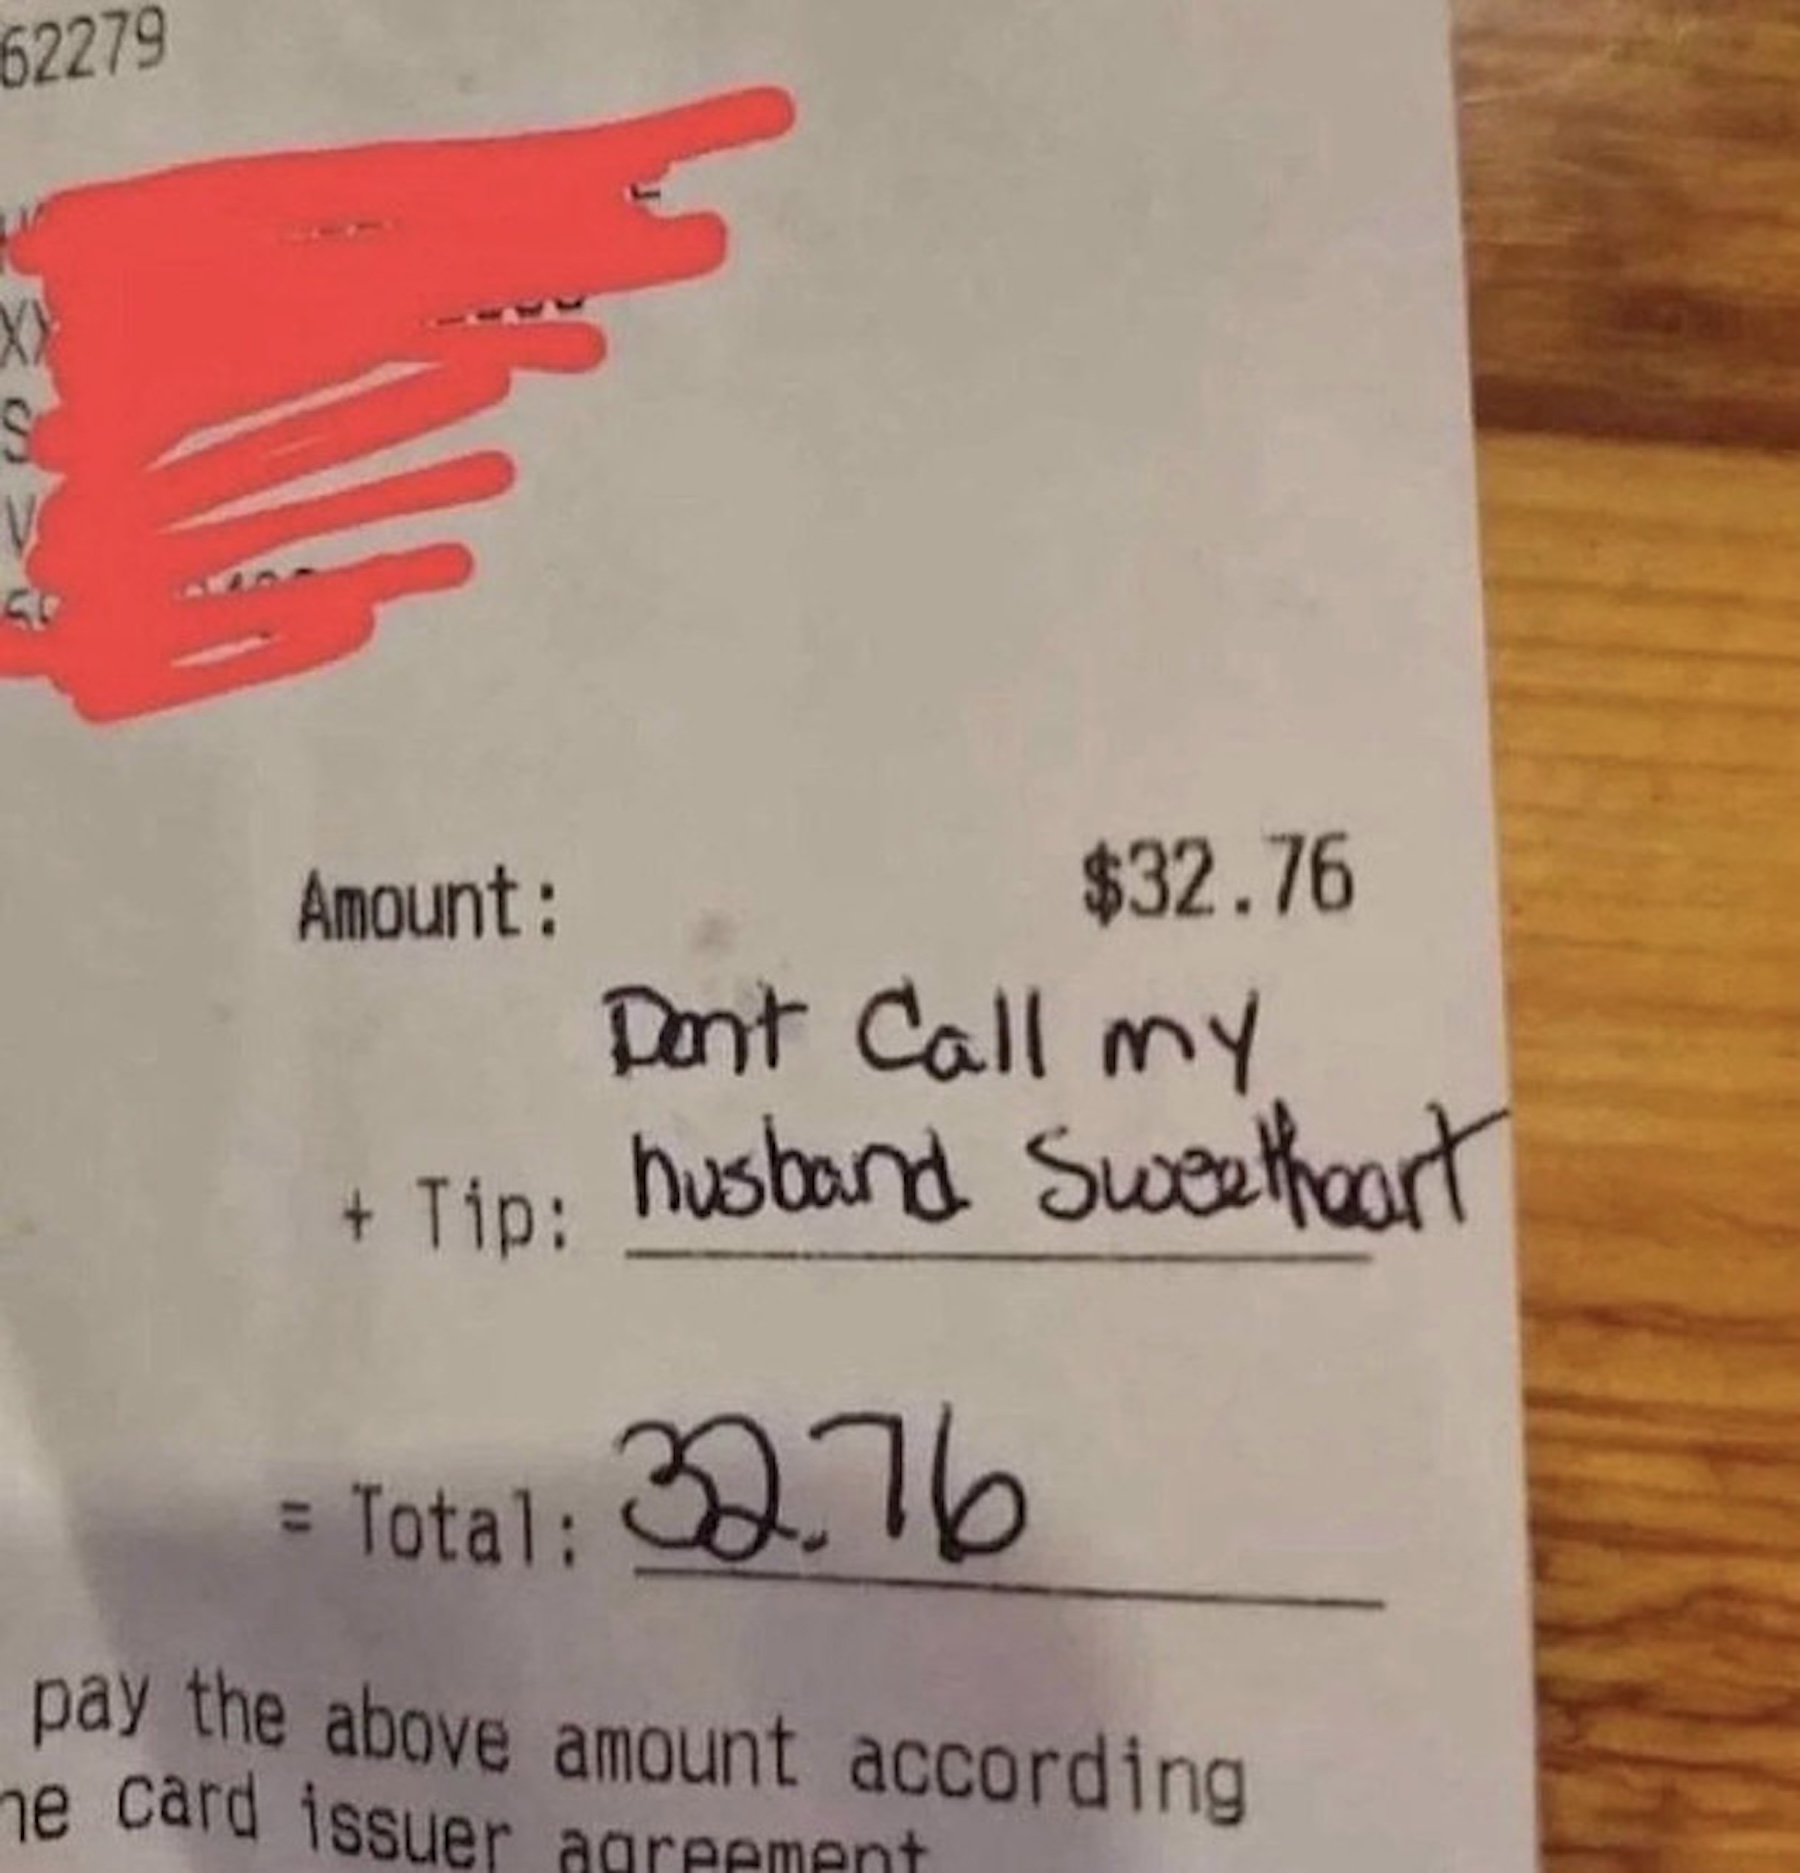 62279
Amount: $32.76
Dont Call my
+ Tip: husband Sweetheart
= Total: 32.76
pay the above amount according
card issuer agreement